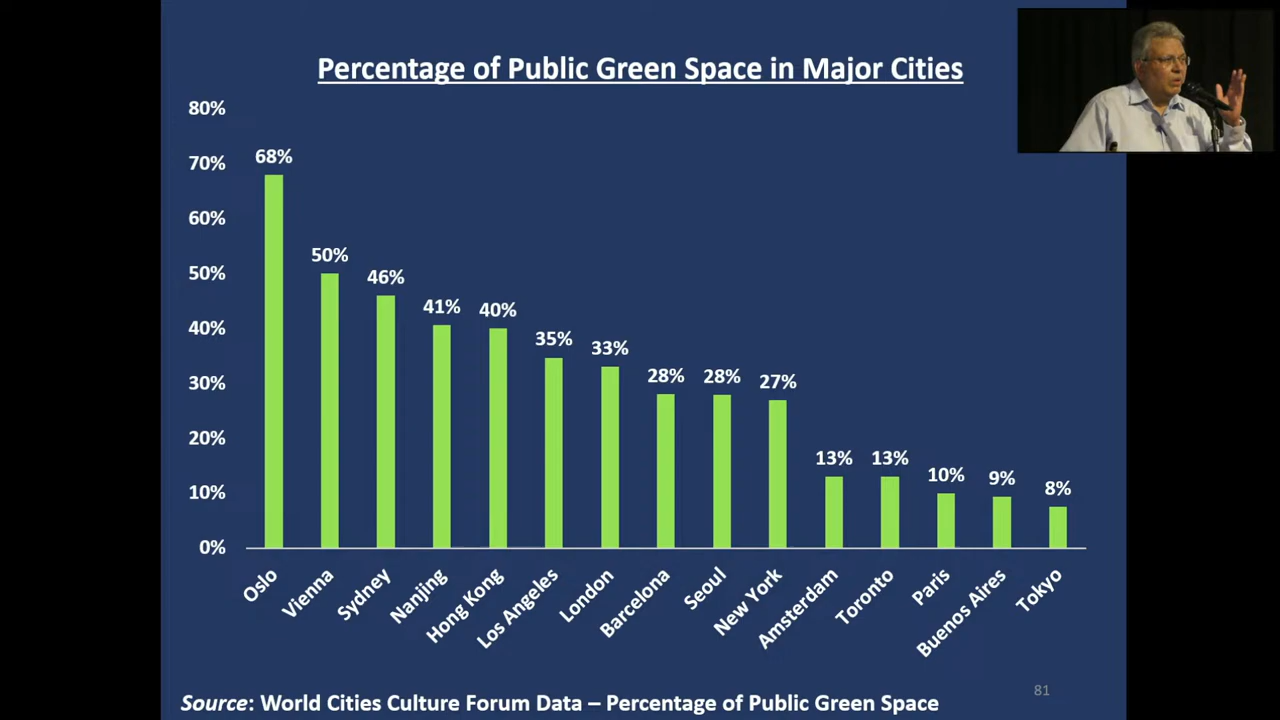 Percentage of Public Green Space in Major Cities
80%
70%
60%
50%
40%
30%
20%
10%
0%
68%
50%
46%
41%
40%
35%
33%
28%
28%
27%
13%
13%
10%
9%
8%
Oslo
Vienna
Sydney
Nanjing
Hong Kong
Los Angeles
London
Barcelona
Seoul
New York
Amsterdam
Toronto
Paris
Buenos Aires
Tokyo
81
Source: World Cities Culture Forum Data – Percentage of Public Green Space